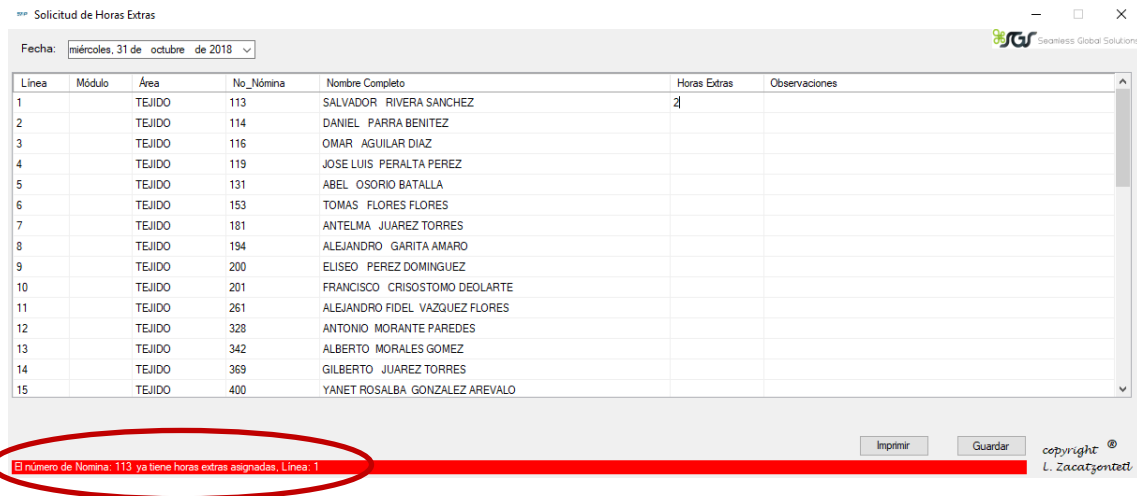 SNP Solicitud de Horas Extras
SGS Seamless Global Solutions
Fecha: miércoles, 31 de octubre de 2018
Línea Módulo Área No_Nómina Nombre Completo Horas Extras Observaciones
1 TEJIDO 113 SALVADOR RIVERA SANCHEZ 2
2 TEJIDO 114 DANIEL PARRA BENITEZ
3 TEJIDO 116 OMAR AGUILAR DIAZ
4 TEJIDO 119 JOSE LUIS PERALTA PEREZ
5 TEJIDO 131 ABEL OSORIO BATALLA
6 TEJIDO 153 TOMAS FLORES FLORES
7 TEJIDO 181 ANTELMA JUAREZ TORRES
8 TEJIDO 194 ALEJANDRO GARITA AMARO
9 TEJIDO 200 ELISEO PEREZ DOMINGUEZ
10 TEJIDO 201 FRANCISCO CRISOSTOMO DEOLARTE
11 TEJIDO 261 ALEJANDRO FIDEL VAZQUEZ FLORES
12 TEJIDO 328 ANTONIO MORANTE PAREDES
13 TEJIDO 342 ALBERTO MORALES GOMEZ
14 TEJIDO 369 GILBERTO JUAREZ TORRES
15 TEJIDO 400 YANET ROSALBA GONZALEZ AREVALO
Imprimir Guardar copyright ®
L. Zacatzontetl
El número de Nomina: 113 ya tiene horas extras asignadas, Línea: 1